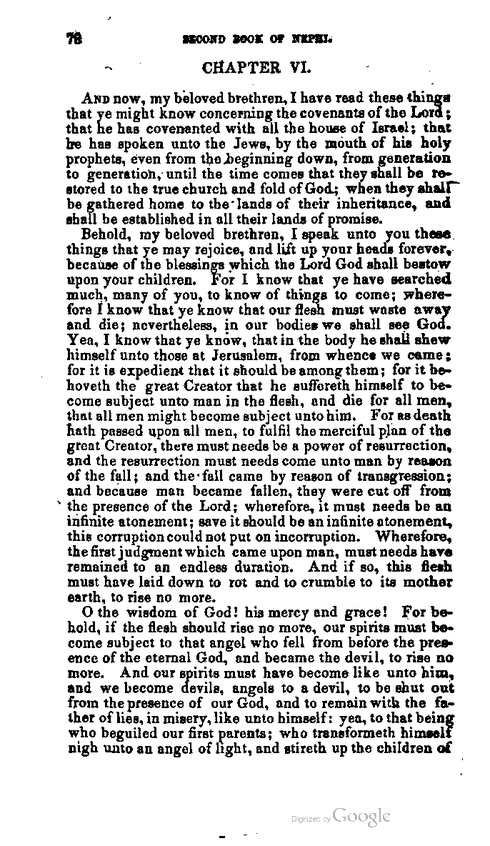 78 SECOND BOOK OF NEPHI.
CHAPTER VI.
AND now, my beloved brethren, I have read these things
that ye might know concerning the covenants of the Lord;
that he has covenanted with all the house of Israel; that
he has spoken unto the Jews, by the mouth of his holy
prophets, even from the beginning down, from generation
to generation, until the time comes that they shall be re-
stored to the true church and fold of God; when they shall
be gathered home to the lands of their inheritance, and
shall be established in all their lands of promise.
Behold, my beloved brethren, I speak unto you these
things that ye may rejoice, and lift up your heads forever,
because of the blessings which the Lord God shall bestow
upon your children. For I know that ye have searched
much, many of you, to know of things to come; where-
fore I know that ye know that our flesh must waste away
and die; nevertheless, in our bodies we shall see God.
Yea, I know that ye know, that in the body he shall shew
himself unto those at Jerusalem, from whence we came;
for it is expedient that it should be among them; for it be-
hoveth the great Creator that he suffereth himself to be-
come subject unto man in the flesh, and die for all men,
that all men might become subject unto him. For as death
hath passed upon all men, to fulfil the merciful plan of the
great Creator, there must needs be a power of resurrection,
and the resurrection must needs come unto man by reason
of the fall; and the fall came by reason of transgression;
and because man became fallen, they were cut off from
the presence of the Lord; wherefore, it must needs be an
infinite atonement; save it should be an infinite atonement,
this corruption could not put on incorruption. Wherefore,
the first judgment which came upon man, must needs have
remained to an endless duration. And if so, this flesh
must have laid down to rot and to crumble to its mother
earth, to rise no more.
O the wisdom of God! his mercy and grace! For be-
hold, if the flesh should rise no more, our spirits must be-
come subject to that angel who fell from before the pres-
ence of the eternal God, and became the devil, to rise no
more. And our spirits must have become like unto him,
and we become devils, angels to a devil, to be shut out
from the presence of our God, and to remain with the fa-
ther of lies, in misery, like unto himself: yea, to that being
who beguiled our first parents; who transformeth himself
nigh unto an angel of light, and stireth up the children of
Digitized by Google